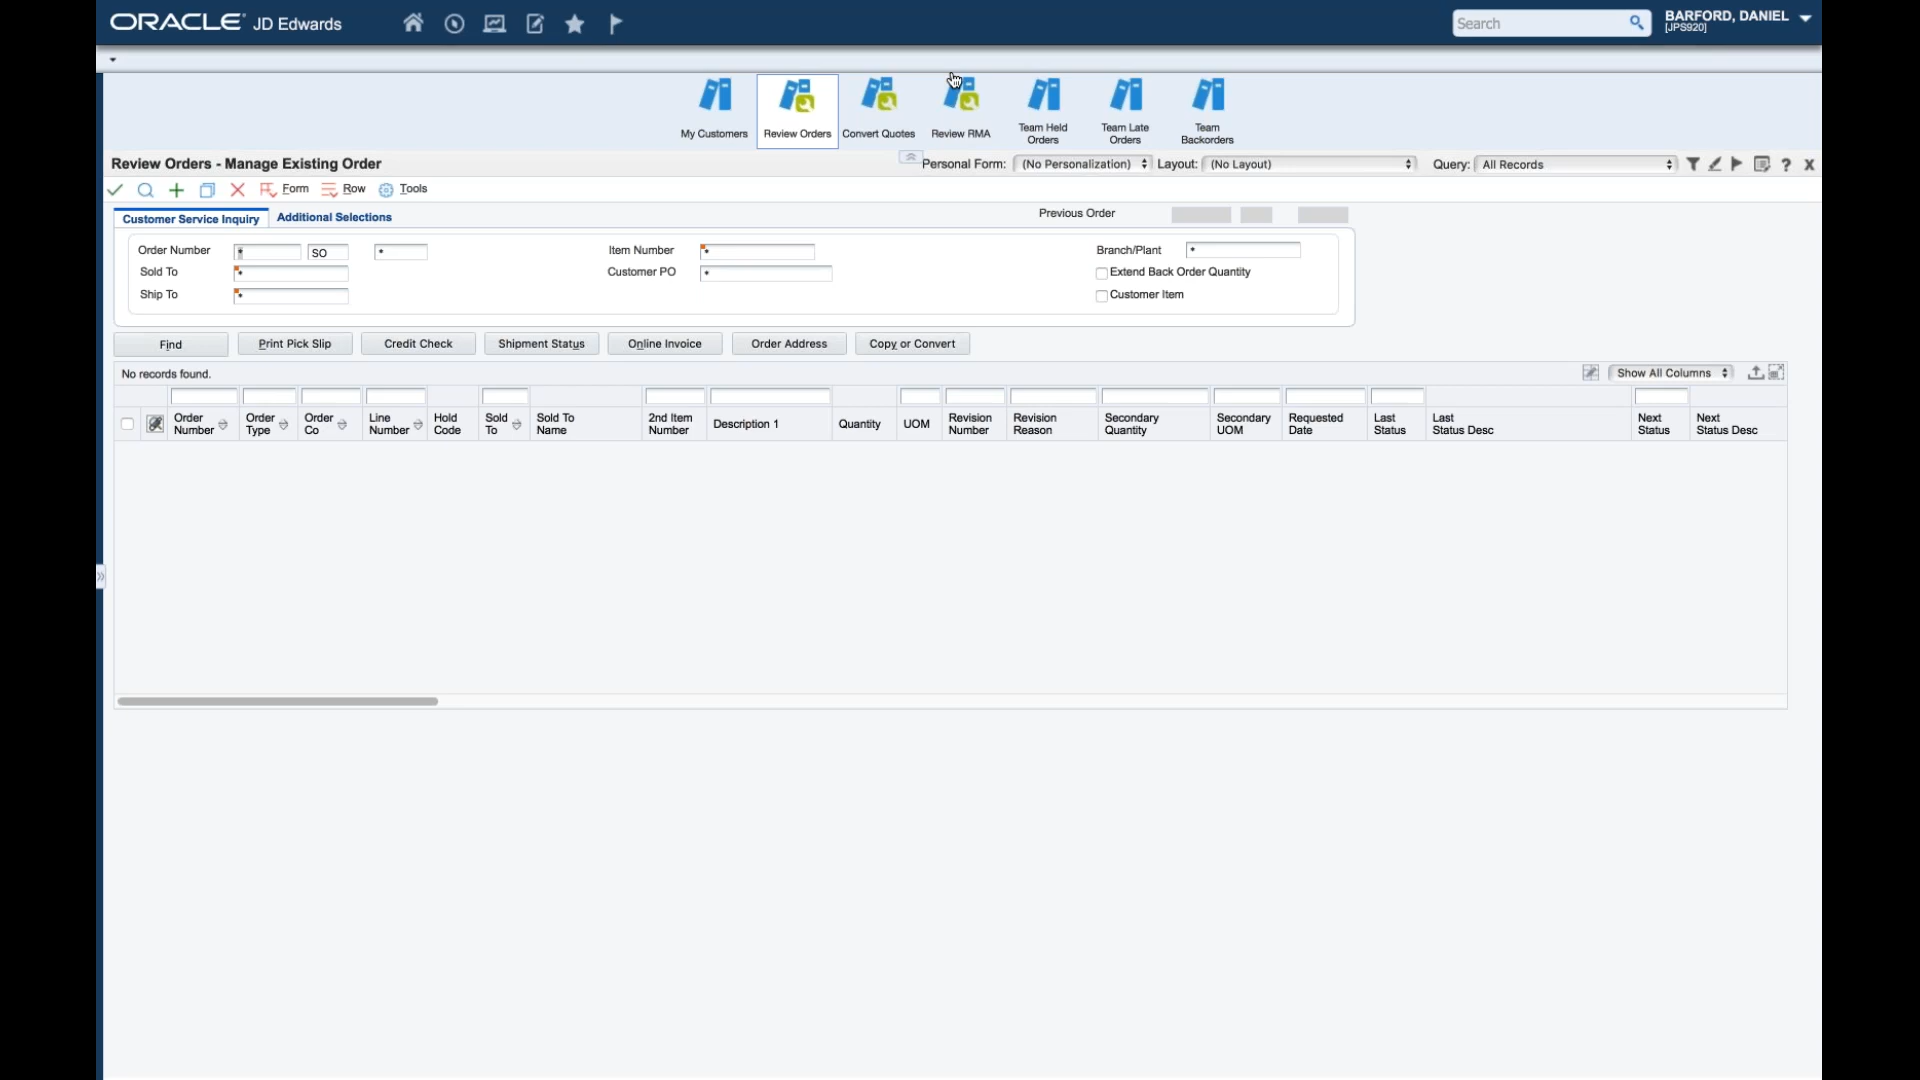 ORACLE JD Edwards
Search
BARFORD, DANIEL
[JPS920]
My Customers
Review Orders
Convert Quotes
Review RMA
Team Held
Orders
Team Late
Orders
Team
Backorders
Review Orders - Manage Existing Order
Personal Form: (No Personalization) Layout: (No Layout) Query: All Records
Form Row Tools
Customer Service Inquiry Additional Selections Previous Order
Order Number * SO * Item Number * Branch/Plant *
Sold To * Customer PO * Extend Back Order Quantity
Ship To * Customer Item
Find Print Pick Slip Credit Check Shipment Status Online Invoice Order Address Copy or Convert
No records found. Show All Columns
Order
Number
Order
Type
Order
Co
Line
Number
Hold
Code
Sold
To
Sold To
Name
2nd Item
Number
Description 1
Quantity
UOM
Revision
Number
Revision
Reason
Secondary
Quantity
Secondary
UOM
Requested
Date
Last
Status
Last
Status Desc
Next
Status
Next
Status Desc